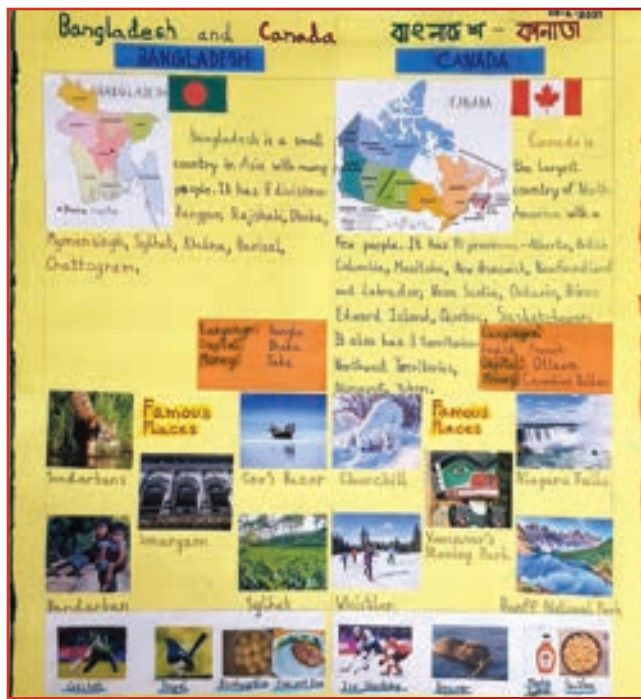 Bangladesh and Canada
BANGLADESH
BANGLADESH
Bangladesh is a small
country in Asia with many
people. It has 8 divisions
Rangpur, Rajshahi, Dhaka,
Mymensingh, Sylhet, Khulna, Barisal,
Chattogram.
Language: Bangla
Capital: Dhaka
Money: Taka
Famous
Places
Sundarbans
Cox's Bazar
Sonargaon
Bandarban
Sylhet
Cricket
বাংলাদেশ - কানাডা
CANADA
CANADA
Canada is
the largest
country of North
America with a
few people. It has 10 provinces - Alberta, British
Columbia, Manitoba, New Brunswick, Newfoundland
and Labrador, Nova Scotia, Ontario, Prince
Edward Island, Quebec, Saskatchewan.
It also has 3 territories
Northwest Territories,
Nunavut, Yukon.
Languages:
English, French
Capital: Ottawa
Money: Canadian Dollar
Famous
Places
Churchill
Niagara Falls
Vancouver's
Stanley Park
Whistler
Banff National Park
Ice Hockey
Beaver